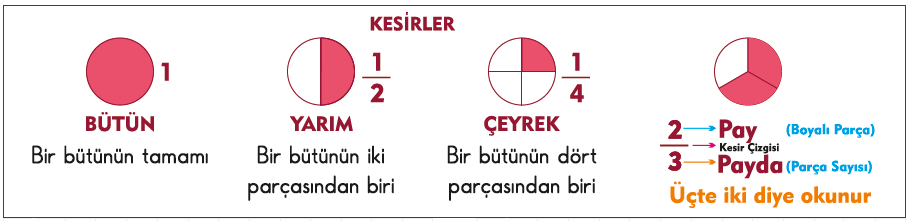 KESİRLER
1
BÜTÜN
Bir bütünün tamamı
1
2
YARIM
Bir bütünün iki
parçasından biri
1
4
ÇEYREK
Bir bütünün dört
parçasından biri
2 Pay (Boyalı Parça)
Kesir Çizgisi
3 Payda (Parça Sayısı)
Üçte iki diye okunur